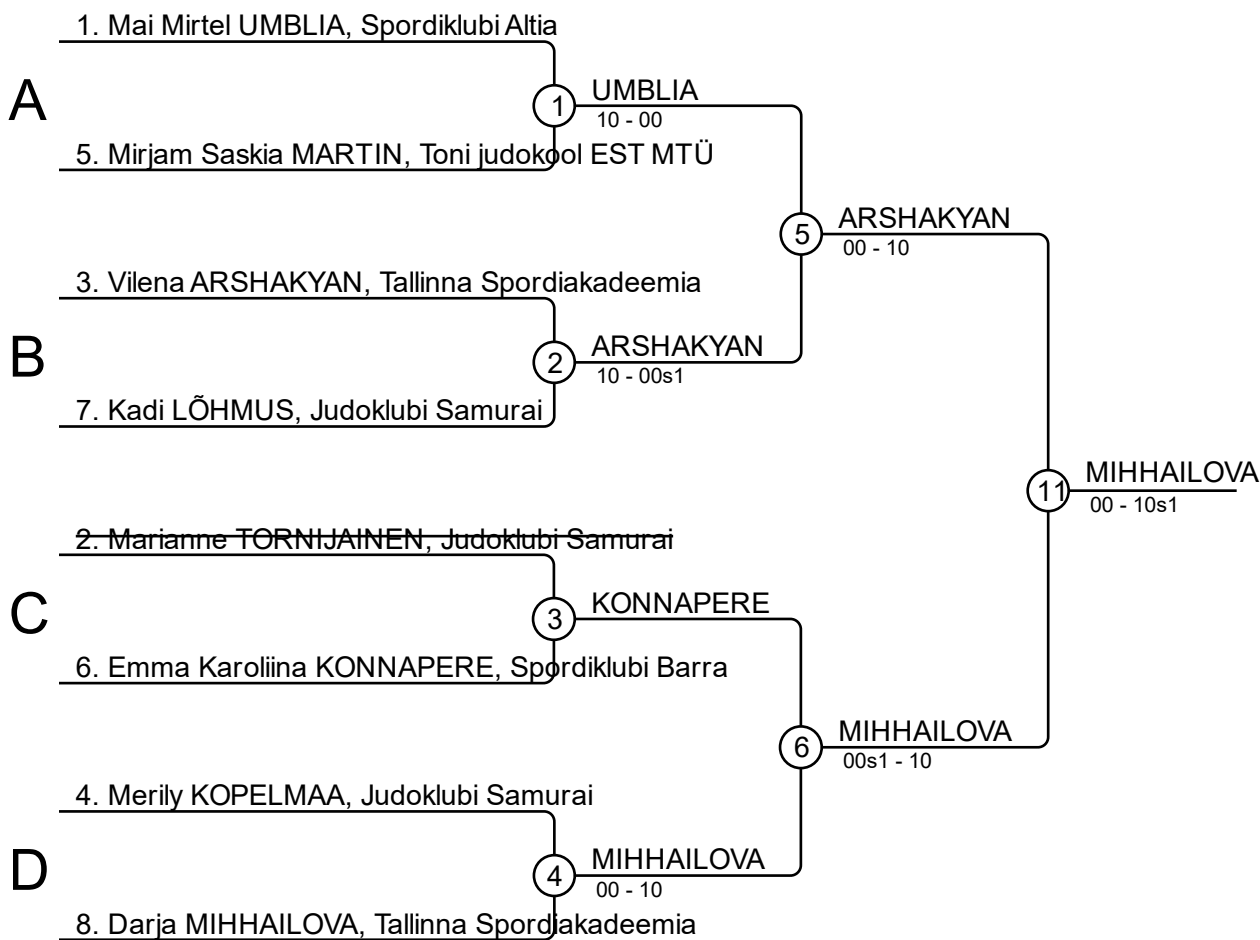 1. Mai Mirtel UMBLIA, Spordiklubi Altia
A
1
UMBLIA
10 - 00
5. Mirjam Saskia MARTIN, Toni judokool EST MTÜ
5
ARSHAKYAN
00 - 10
3. Vilena ARSHAKYAN, Tallinna Spordiakadeemia
B
2
ARSHAKYAN
10 - 00s1
7. Kadi LÕHMUS, Judoklubi Samurai
11
MIHHAILOVA
00 - 10s1
2. Marianne TORNIJAINEN, Judoklubi Samurai
C
3
KONNAPERE
6. Emma Karoliina KONNAPERE, Spordiklubi Barra
6
MIHHAILOVA
00s1 - 10
4. Merily KOPELMAA, Judoklubi Samurai
D
4
MIHHAILOVA
00 - 10
8. Darja MIHHAILOVA, Tallinna Spordiakadeemia